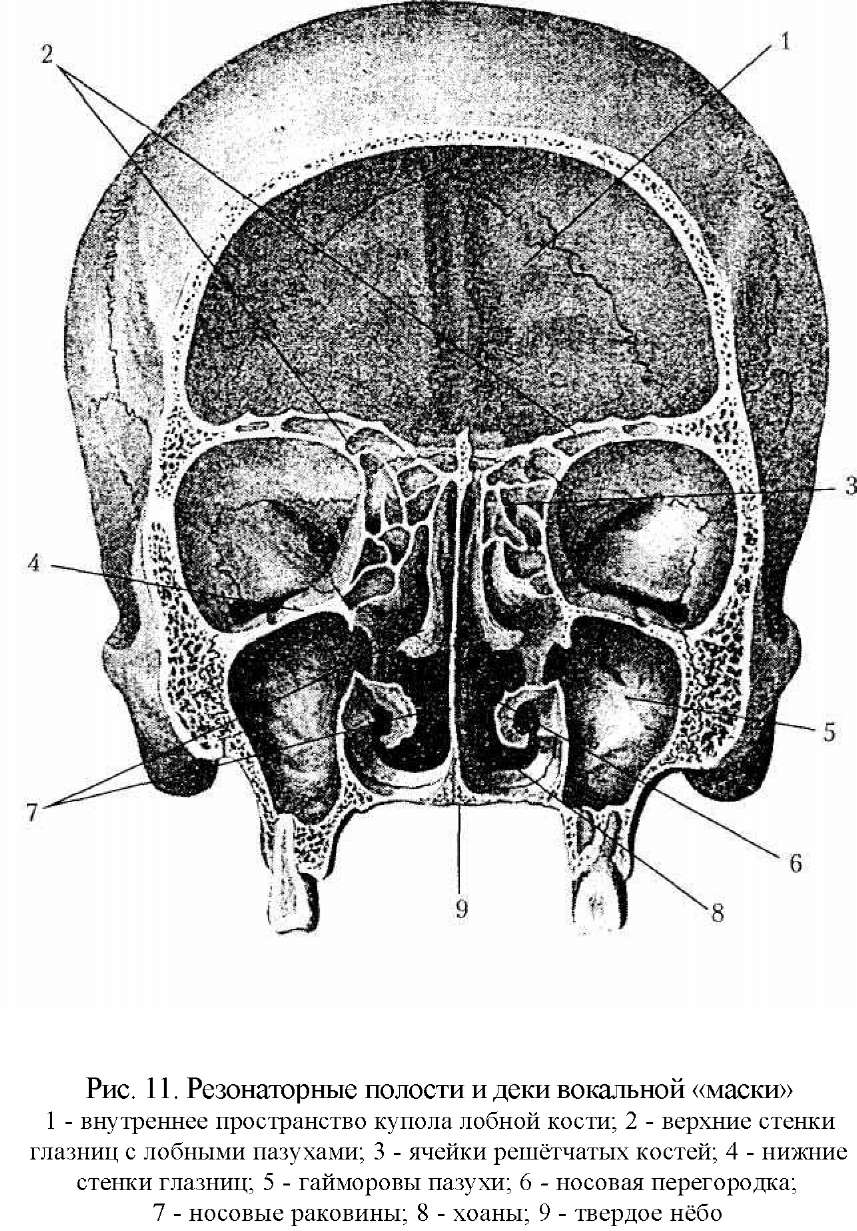 2
1
3
4
5
7
6
9
8
Рис. 11. Резонаторные полости и деки вокальной «маски»
1 - внутреннее пространство купола лобной кости; 2 - верхние стенки
глазниц с лобными пазухами; 3 - ячейки решётчатых костей; 4 - нижние
стенки глазниц; 5 - гайморовы пазухи; 6 - носовая перегородка;
7 - носовые раковины; 8 - хоаны; 9 - твердое нёбо